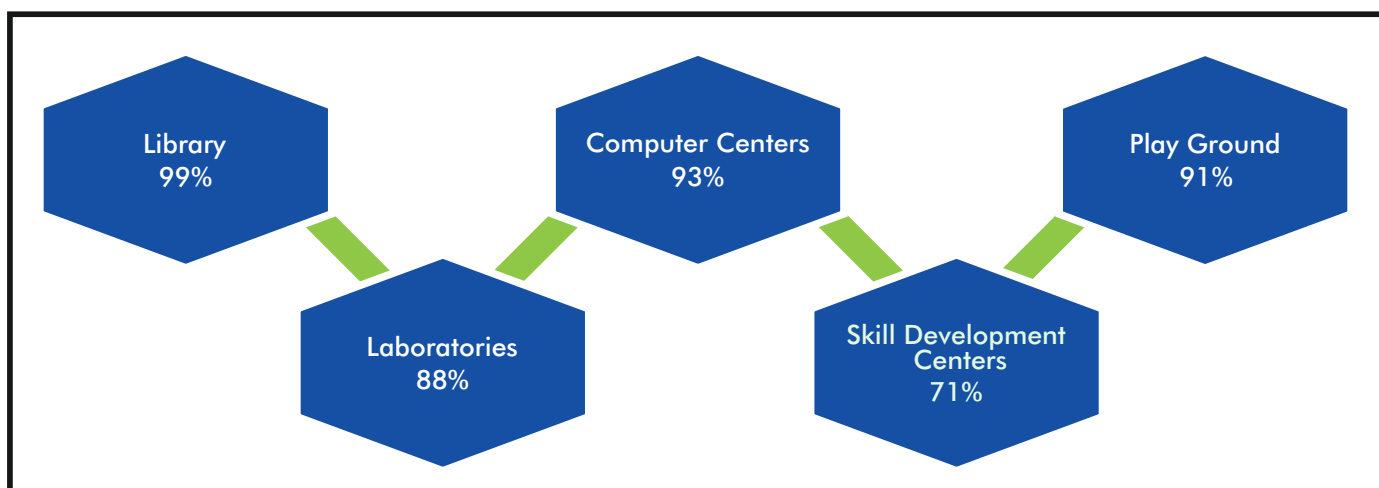 Library
99%
Laboratories
88%
Computer Centers
93%
Skill Development
Centers
71%
Play Ground
91%